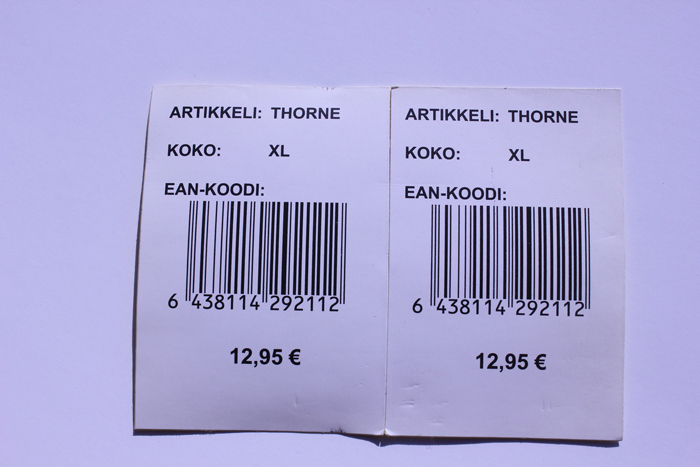 ARTIKKELI: THORNE
KOKO: XL
EAN-KOODI:
6 438114 292112
12,95 €
ARTIKKELI: THORNE
KOKO: XL
EAN-KOODI:
6 438114 292112
12,95 €